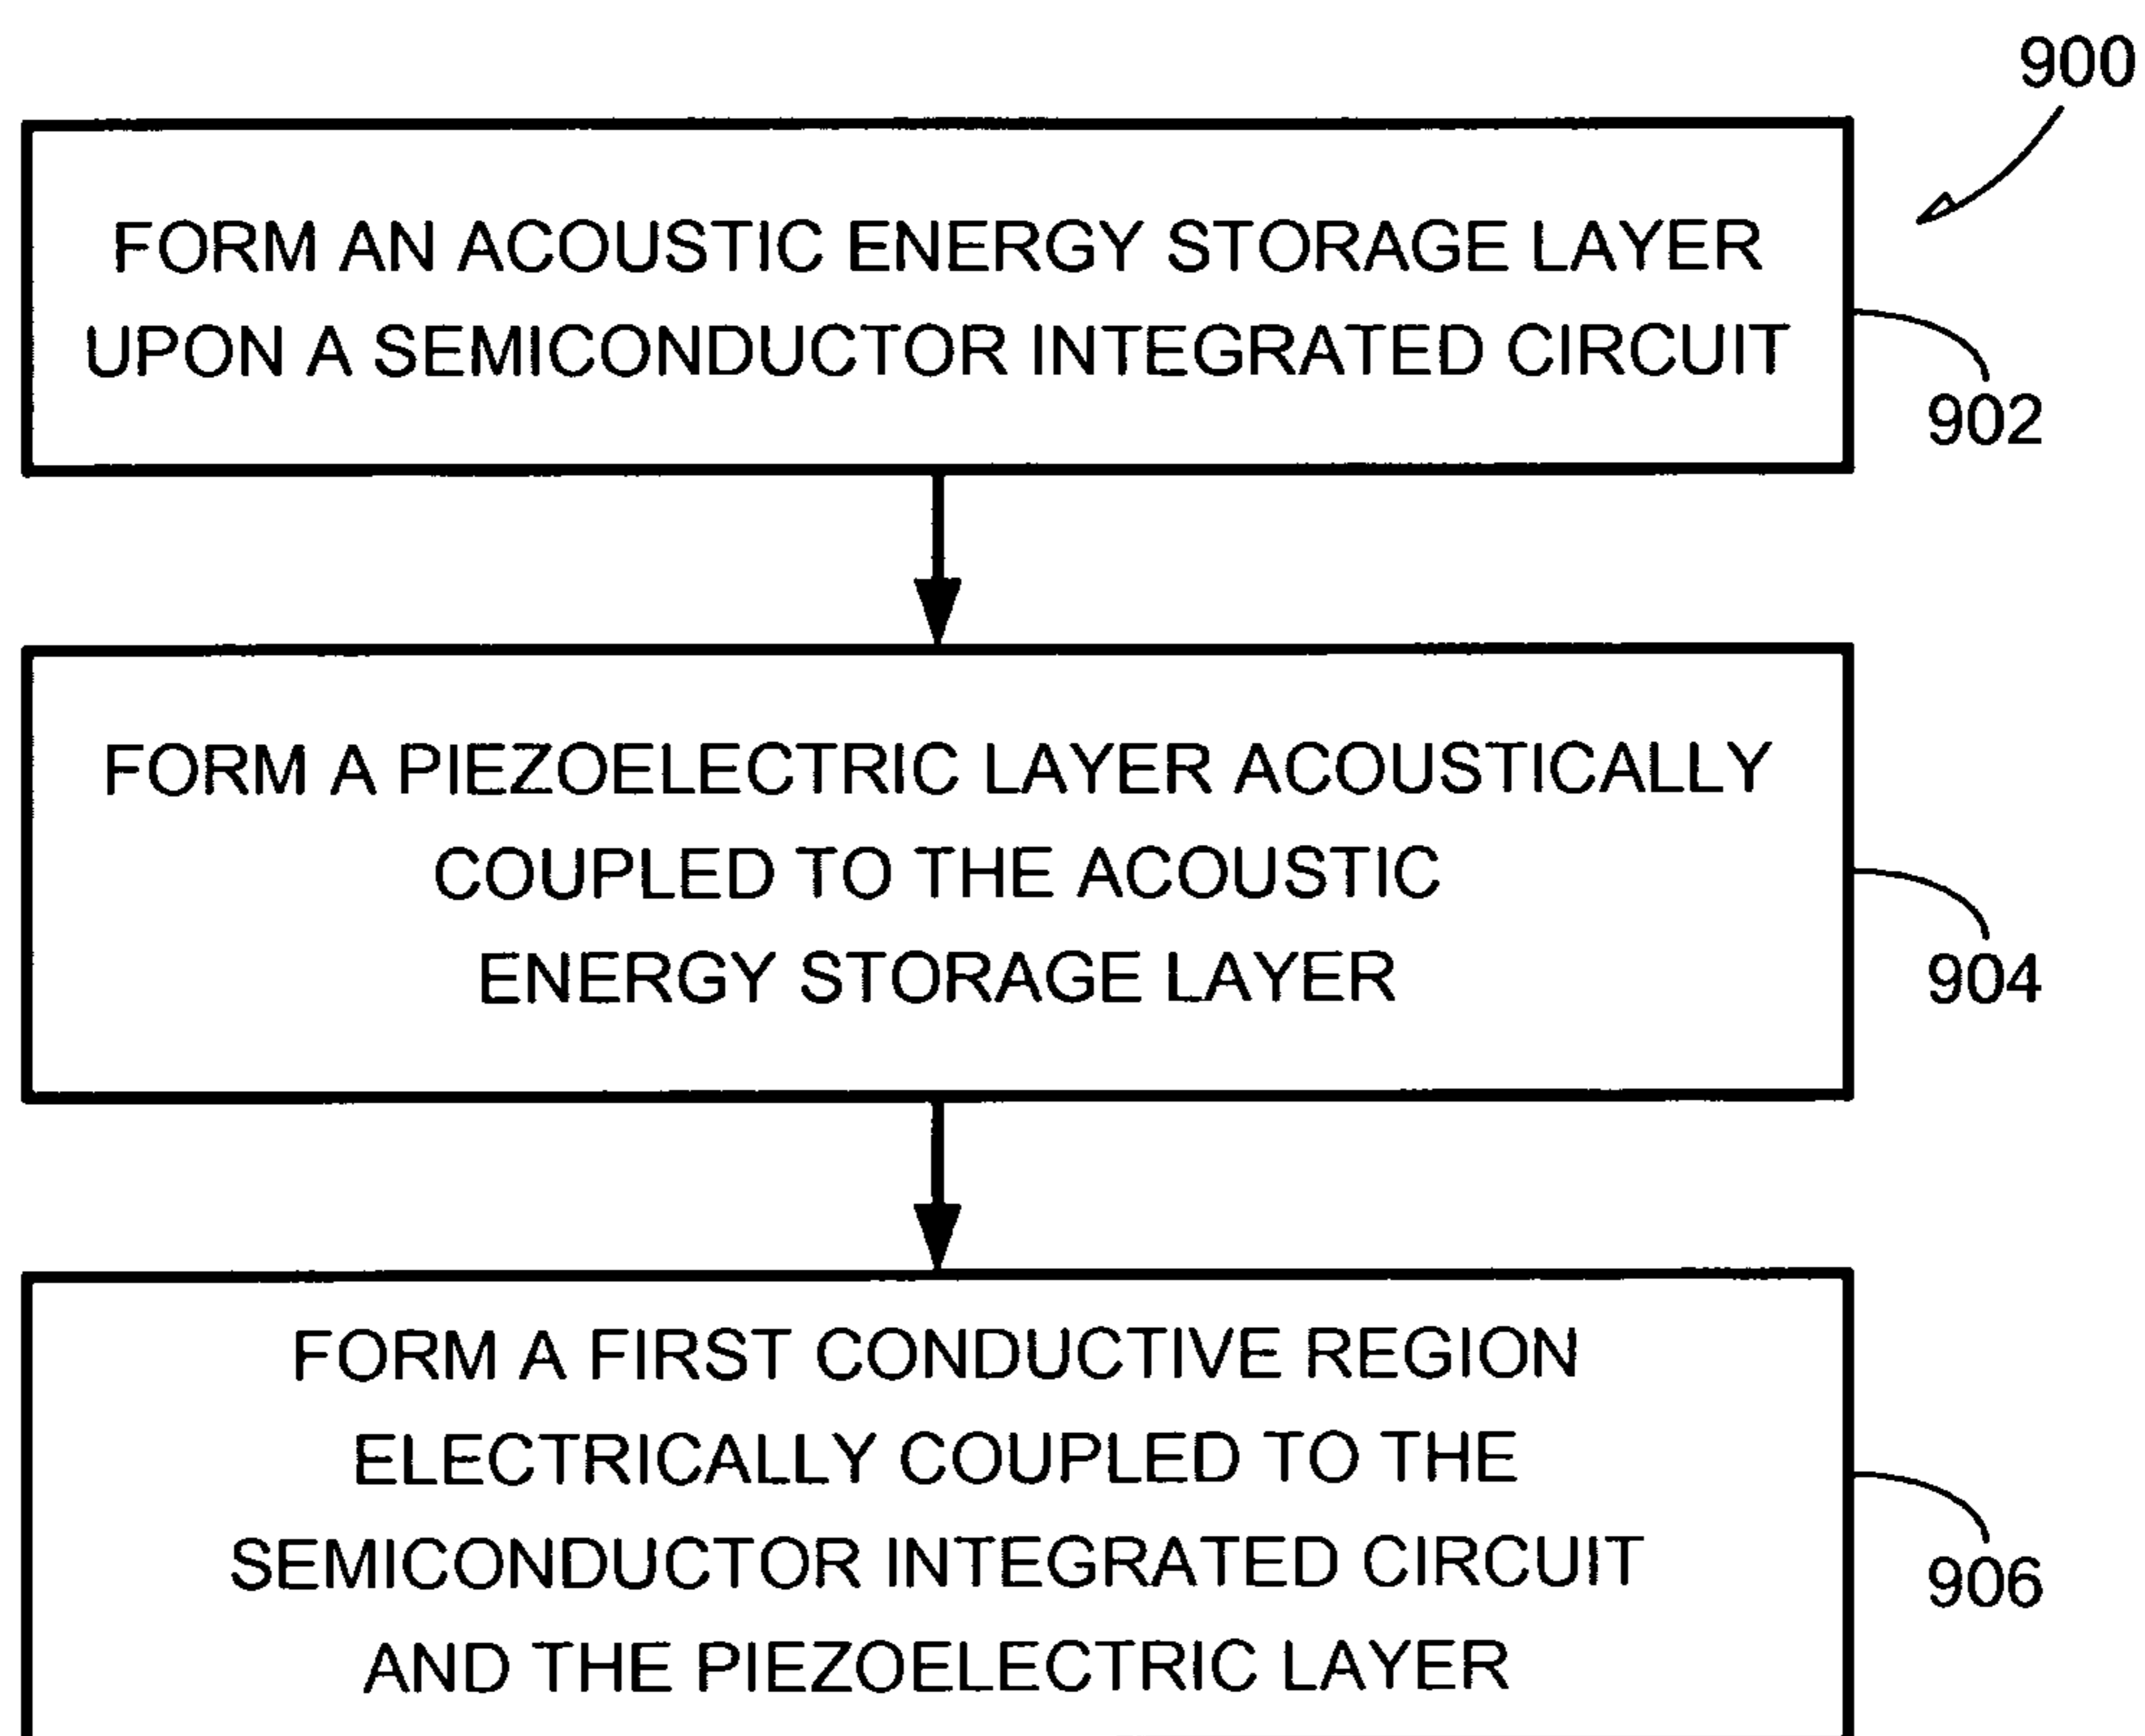 900
FORM AN ACOUSTIC ENERGY STORAGE LAYER
UPON A SEMICONDUCTOR INTEGRATED CIRCUIT
902
FORM A PIEZOELECTRIC LAYER ACOUSTICALLY
COUPLED TO THE ACOUSTIC
ENERGY STORAGE LAYER
904
FORM A FIRST CONDUCTIVE REGION
ELECTRICALLY COUPLED TO THE
SEMICONDUCTOR INTEGRATED CIRCUIT
AND THE PIEZOELECTRIC LAYER
906